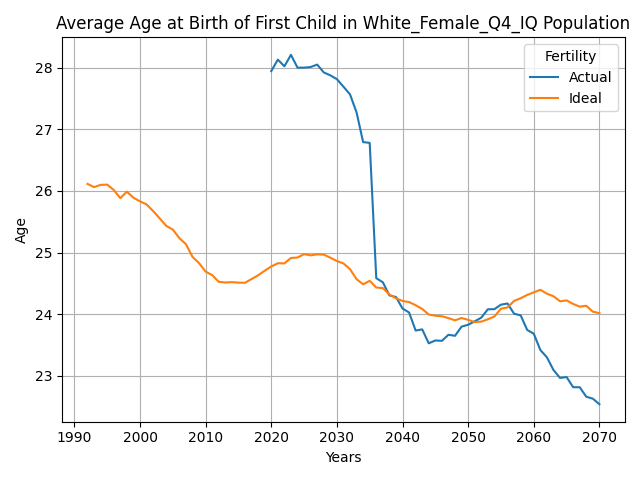 Average Age at Birth of First Child in White_Female_Q4_IQ Population
Fertility
Actual
Ideal
Age
28
27
26
25
24
23
1990 2000 2010 2020 2030 2040 2050 2060 2070
Years